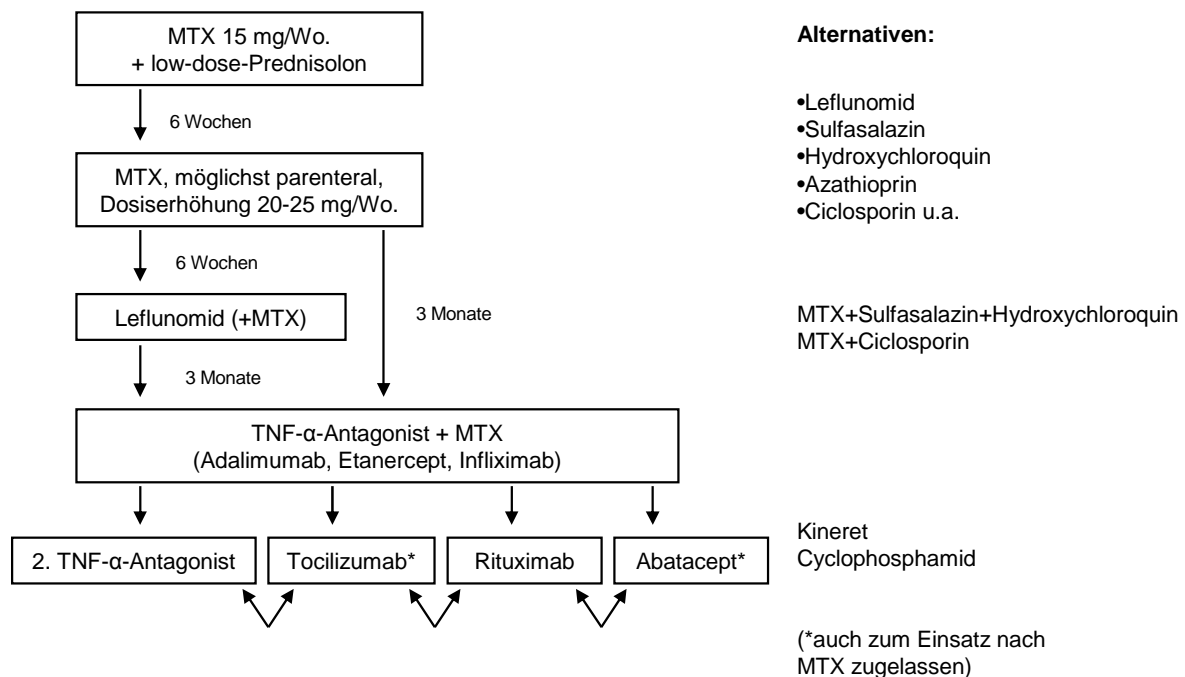 MTX 15 mg/Wo.
+ low-dose-Prednisolon
6 Wochen
MTX, möglichst parenteral,
Dosiserhöhung 20-25 mg/Wo.
6 Wochen
3 Monate
Leflunomid (+MTX)
3 Monate
TNF-α-Antagonist + MTX
(Adalimumab, Etanercept, Infliximab)
2. TNF-α-Antagonist
Tocilizumab*
Rituximab
Abatacept*
Alternativen:
•Leflunomid
•Sulfasalazin
•Hydroxychloroquin
•Azathioprin
•Ciclosporin u.a.
MTX+Sulfasalazin+Hydroxychloroquin
MTX+Ciclosporin
Kineret
Cyclophosphamid
(*auch zum Einsatz nach
MTX zugelassen)